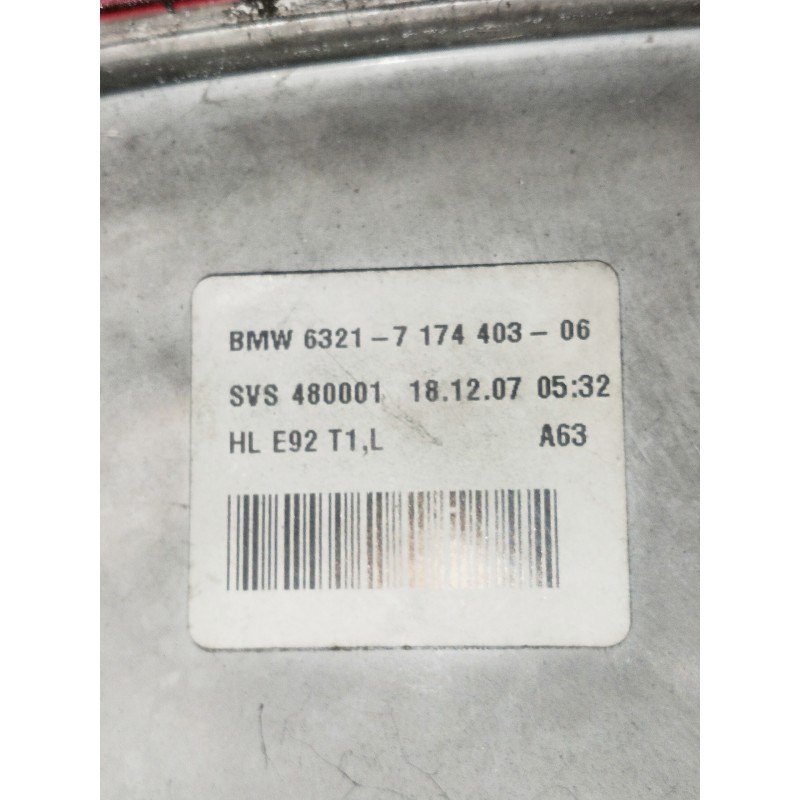 BMW 6321-7 174 403-06
SVS 480001 18.12.07 05:32
HL E92 T1,L A63